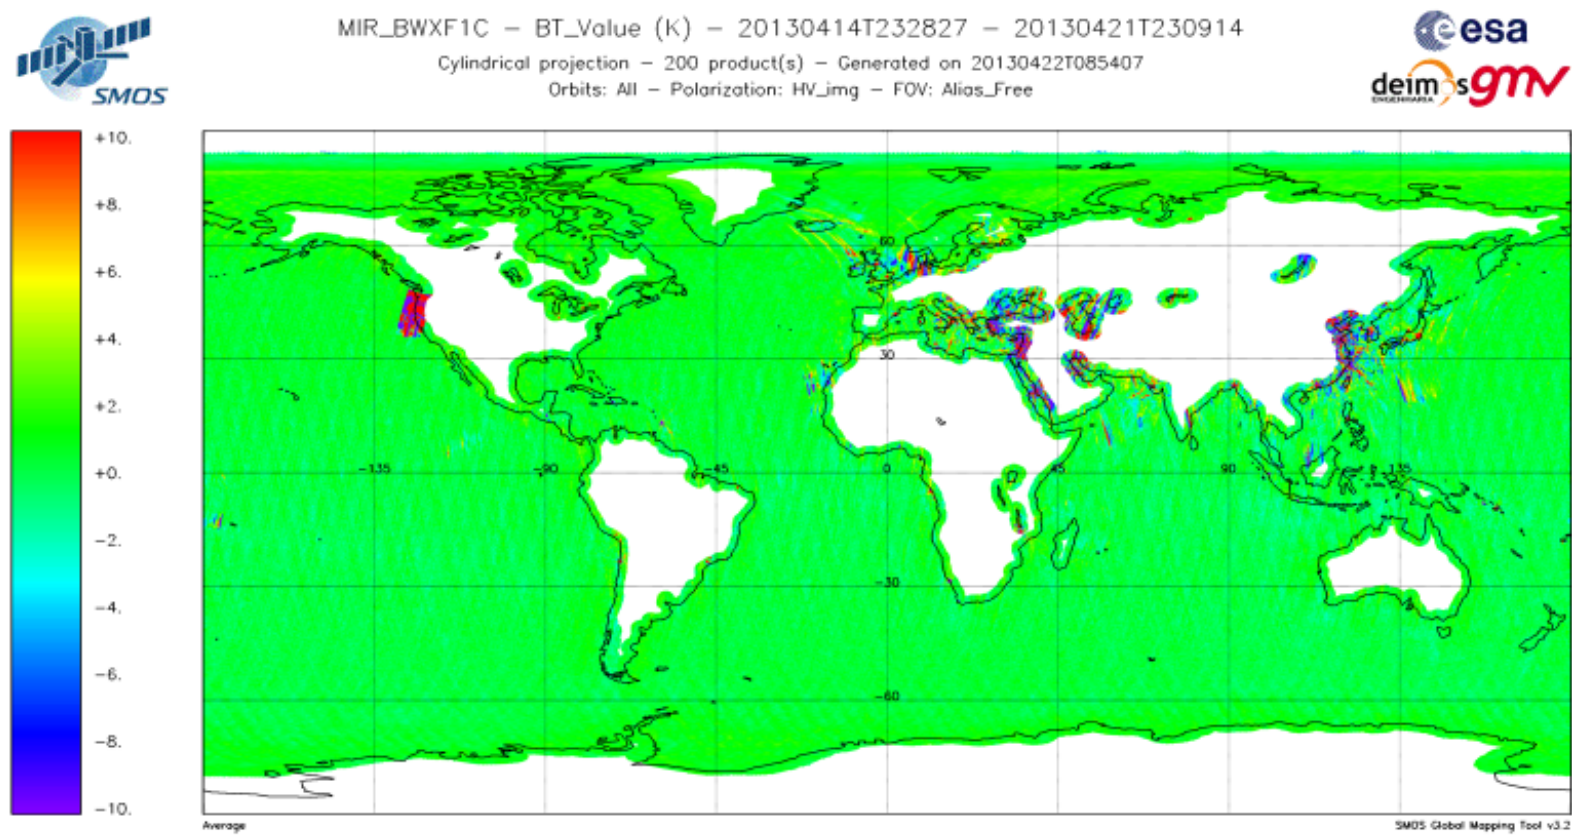 MIR_BWXF1C – BT_Value (K) – 20130414T232827 – 20130421T230914
Cylindrical projection – 200 product(s) – Generated on 20130422T085407
Orbits: All – Polarization: HV_img – FOV: Alias_Free
SMOS
esa
deimos
ENGENHARIA
gmv
+10.
+8.
+6.
+4.
+2.
+0.
−2.
−4.
−6.
−8.
−10.
60
30
−135
−90
−45
0
45
90
135
−30
−60
Average
SMOS Global Mapping Tool v3.2